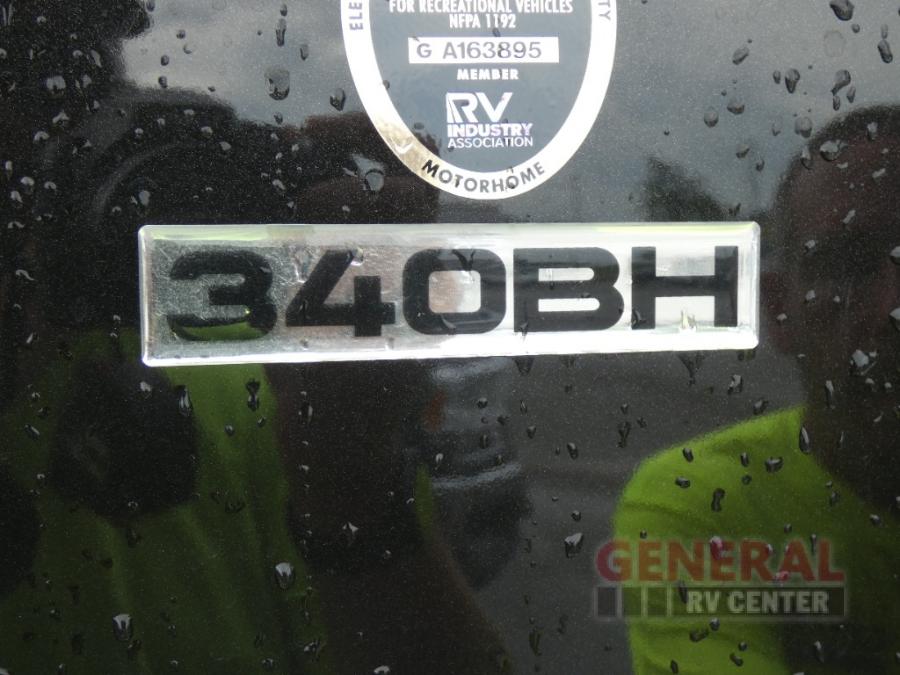 FOR RECREATIONAL VEHICLES
NFPA 1192
G A163895
MEMBER
RV
INDUSTRY
ASSOCIATION
MOTORHOME
340BH
GENERAL
RV CENTER